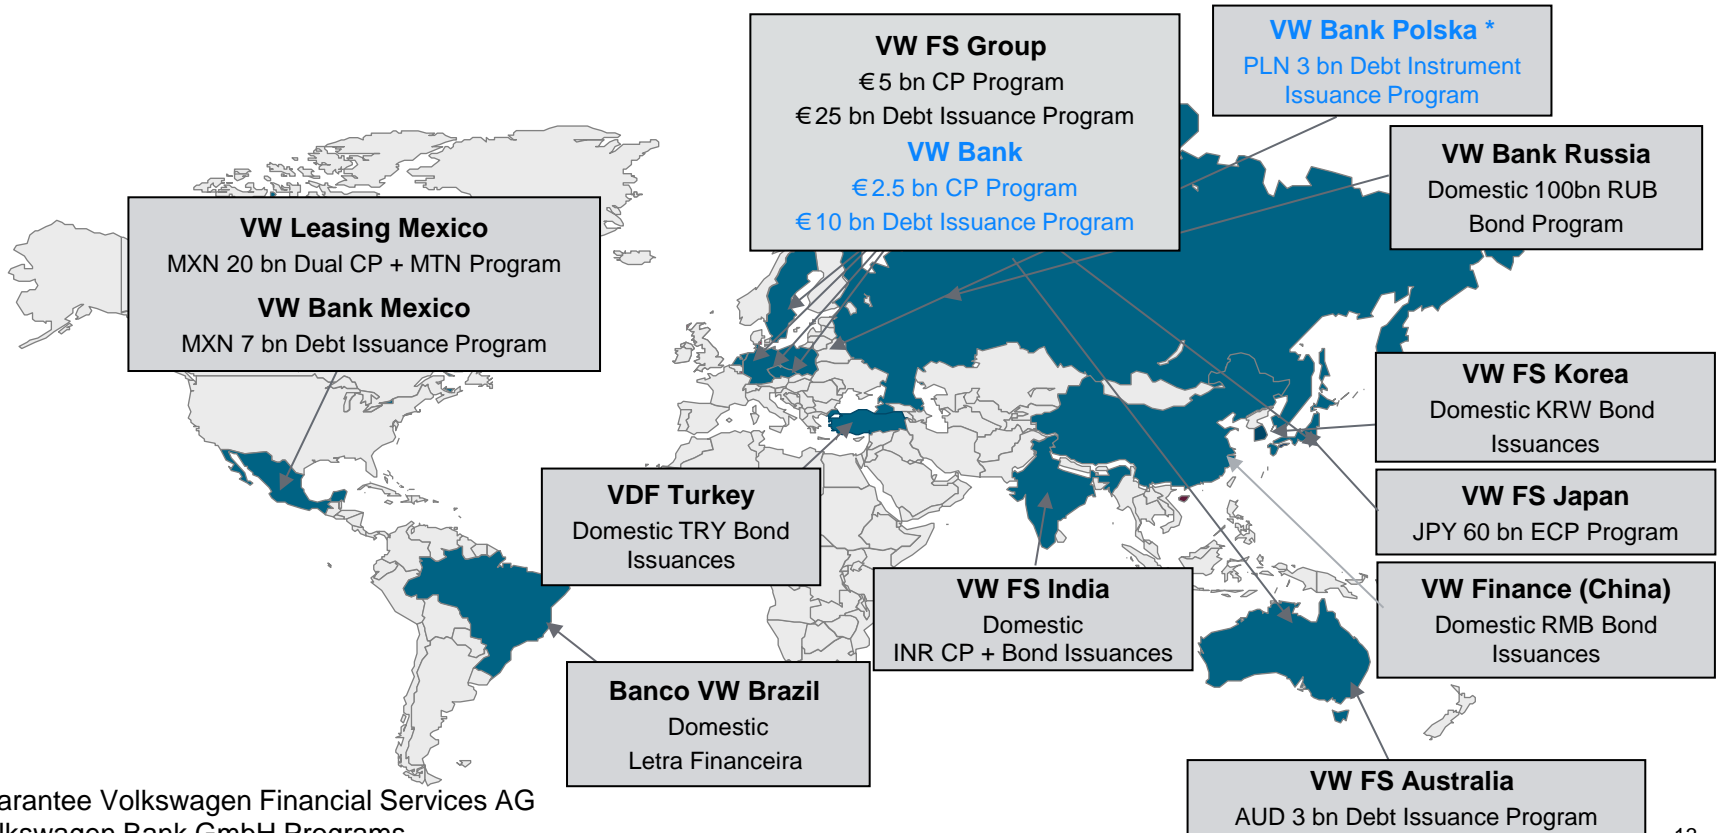 VW FS Group
€5 bn CP Program
€25 bn Debt Issuance Program
VW Bank
€2.5 bn CP Program
€10 bn Debt Issuance Program
VW Bank Polska *
PLN 3 bn Debt Instrument
Issuance Program
VW Bank Russia
Domestic 100bn RUB
Bond Program
VW Leasing Mexico
MXN 20 bn Dual CP + MTN Program
VW Bank Mexico
MXN 7 bn Debt Issuance Program
VW FS Korea
Domestic KRW Bond
Issuances
VDF Turkey
Domestic TRY Bond
Issuances
VW FS Japan
JPY 60 bn ECP Program
VW FS India
Domestic
INR CP + Bond Issuances
VW Finance (China)
Domestic RMB Bond
Issuances
Banco VW Brazil
Domestic
Letra Financeira
VW FS Australia
AUD 3 bn Debt Issuance Program
arantee Volkswagen Financial Services AG
lkswagen Bank GmbH Programs